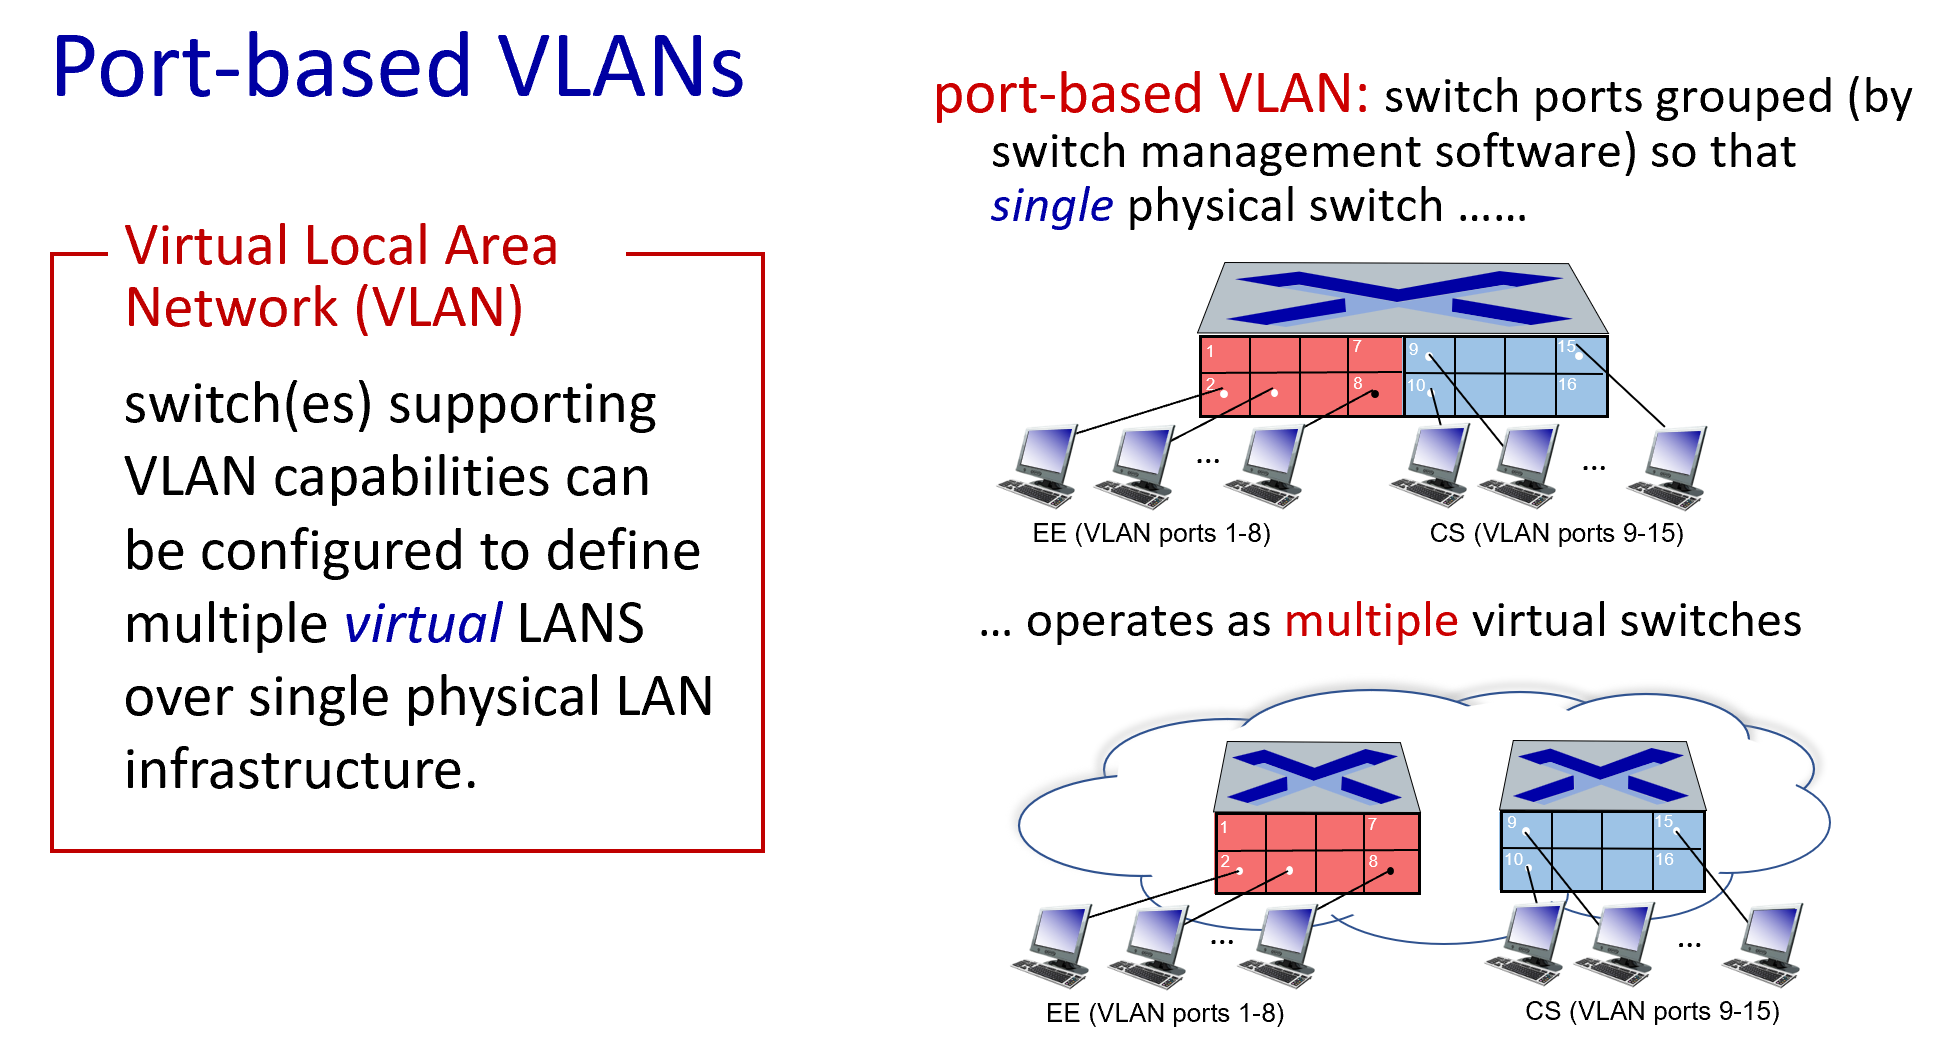 Port-based VLANs
Virtual Local Area
Network (VLAN)
switch(es) supporting
VLAN capabilities can
be configured to define
multiple virtual LANS
over single physical LAN
infrastructure.
port-based VLAN: switch ports grouped (by
switch management software) so that
single physical switch ……
1 7 9 15
2 8 10 16
... ...
EE (VLAN ports 1-8) CS (VLAN ports 9-15)
… operates as multiple virtual switches
1 7 9 15
2 8 10 16
... ...
EE (VLAN ports 1-8) CS (VLAN ports 9-15)